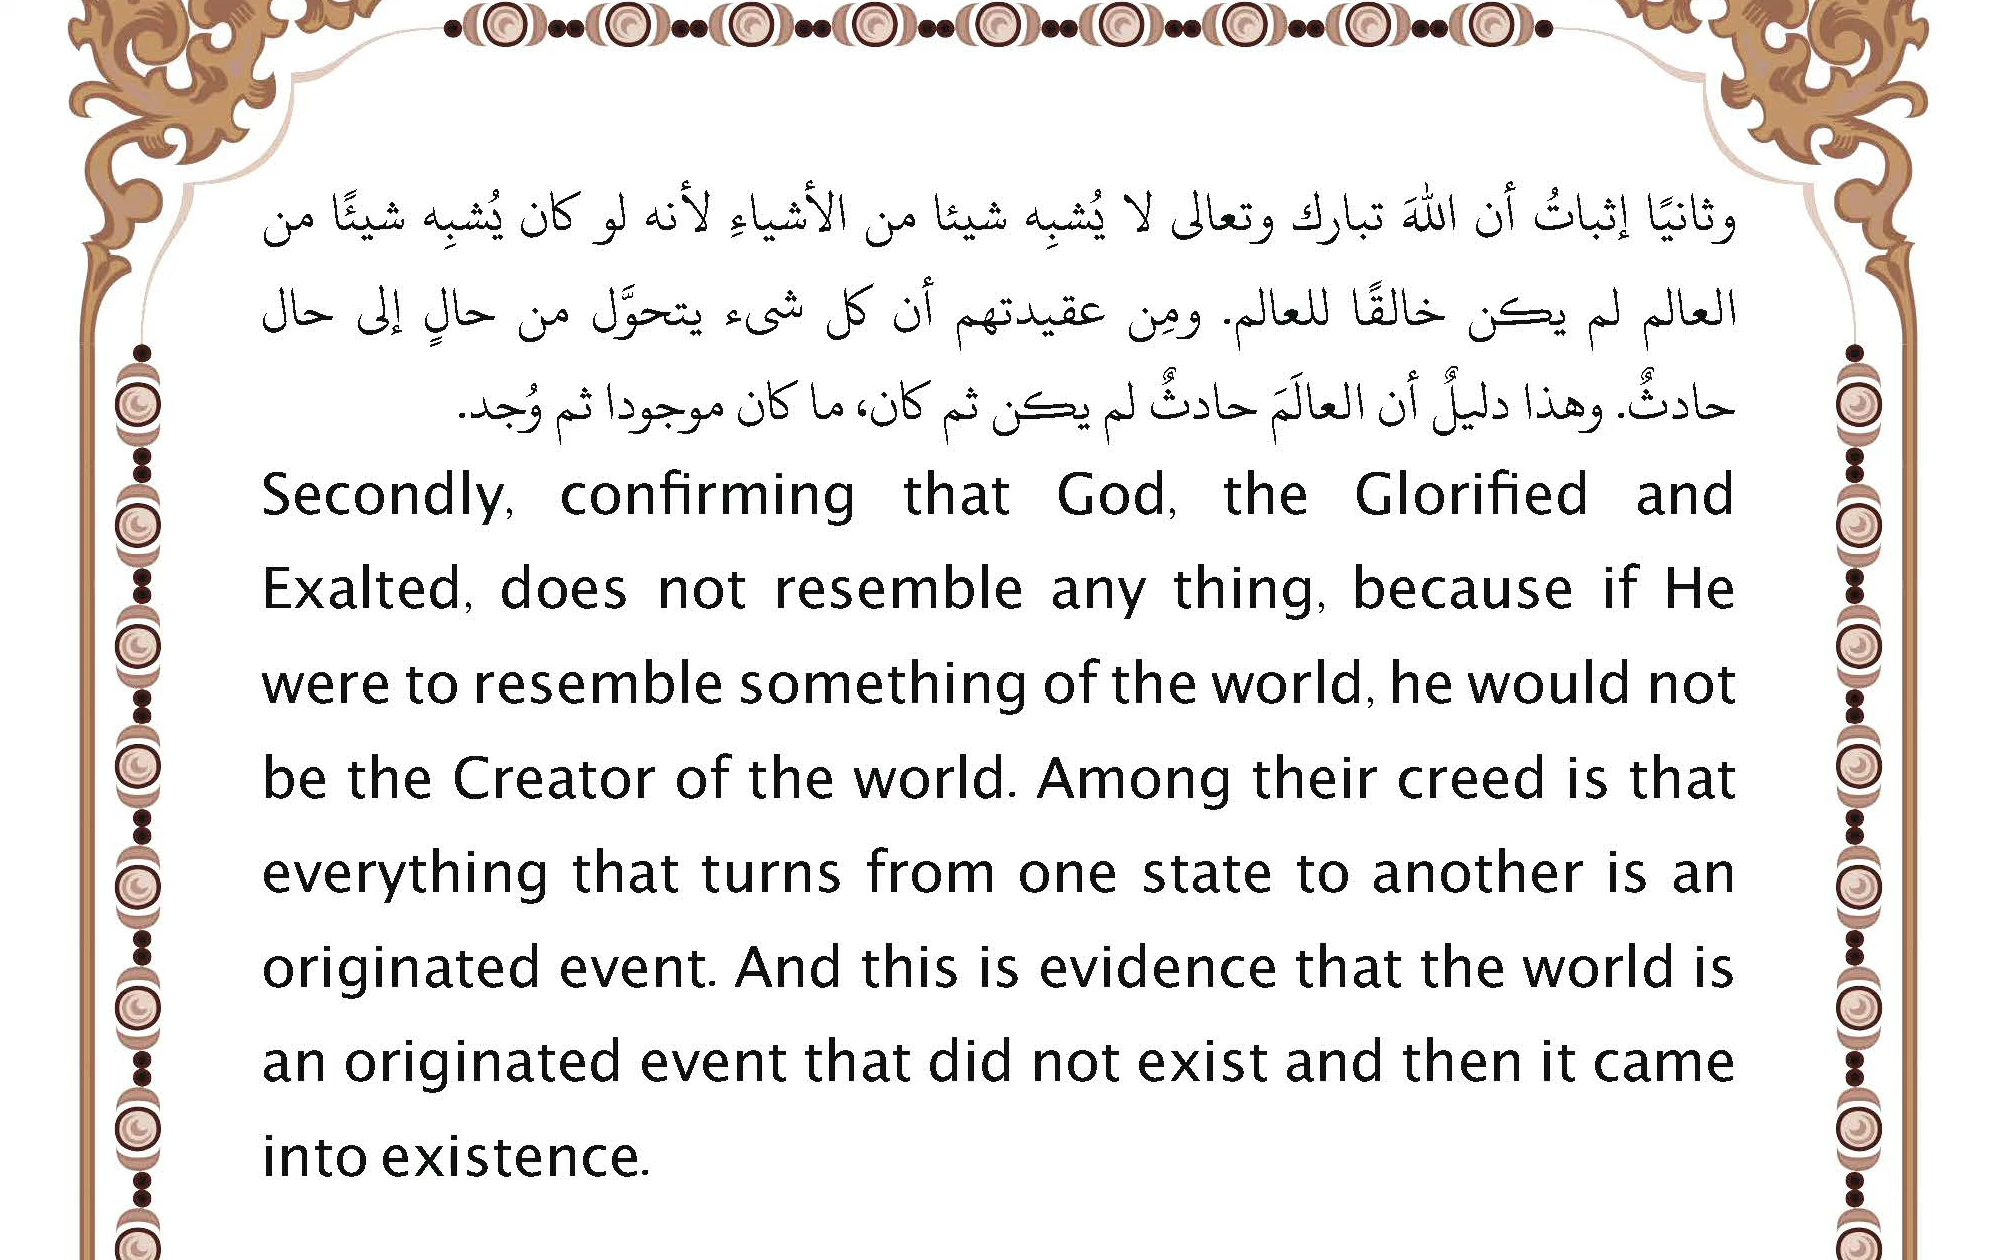 وثانيًا إثباتُ أن اللهَ تبارك وتعالى لا يُشبِه شيئا من الأشياءِ لأنه لو كان يُشبِه شيئًا من
العالم لم يكن خالقًا للعالم. ومِن عقيدتهم أن كل شىء يتحوَّل من حالٍ إلى حال
حادثٌ. وهذا دليلٌ أن العالَمَ حادثٌ لم يكن ثم كان، ما كان موجودا ثم وُجد.
Secondly, confirming that God, the Glorified and
Exalted, does not resemble any thing, because if He
were to resemble something of the world, he would not
be the Creator of the world. Among their creed is that
everything that turns from one state to another is an
originated event. And this is evidence that the world is
an originated event that did not exist and then it came
into existence.